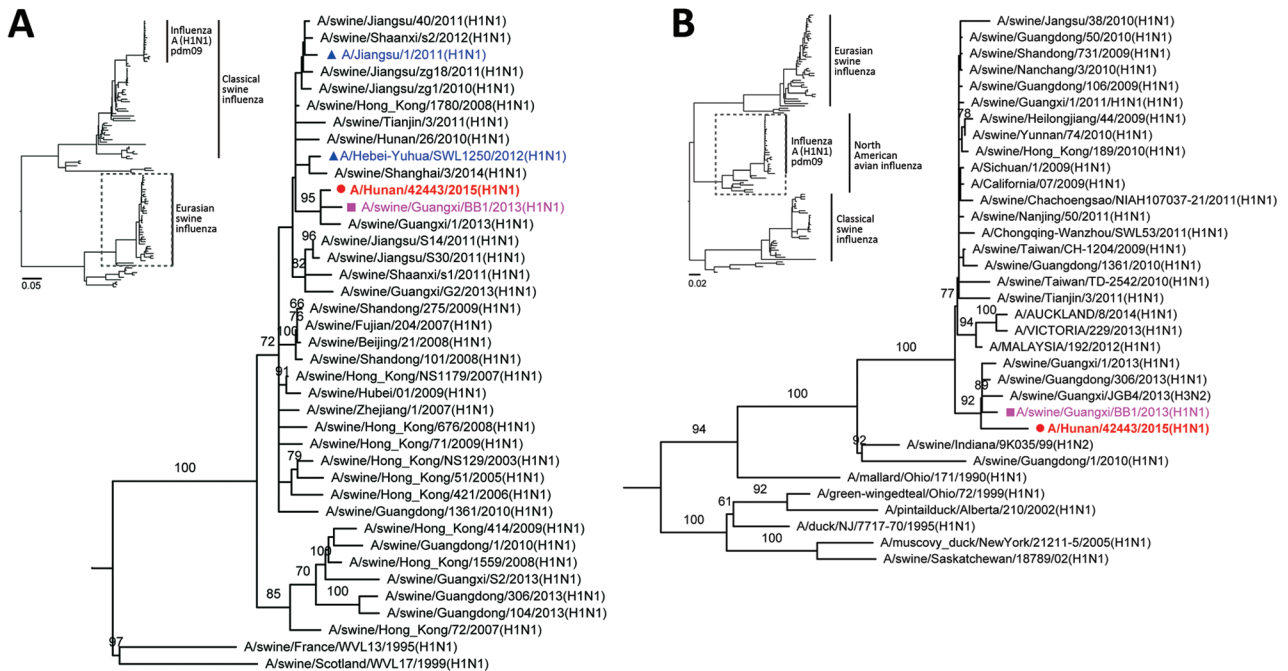 A
Influenza
A (H1N1)
pdm09
Classical
swine
influenza
Eurasian
swine
influenza
0.05
A/swine/Jiangsu/40/2011(H1N1)
A/swine/Shaanxi/s2/2012(H1N1)
A/Jiangsu/1/2011(H1N1)
A/swine/Jiangsu/zg18/2011(H1N1)
A/swine/Jiangsu/zg1/2010(H1N1)
A/swine/Hong_Kong/1780/2008(H1N1)
A/swine/Tianjin/3/2011(H1N1)
A/swine/Hunan/26/2010(H1N1)
A/Hebei-Yuhua/SWL1250/2012(H1N1)
A/swine/Shanghai/3/2014(H1N1)
95
A/Hunan/42443/2015(H1N1)
A/swine/Guangxi/BB1/2013(H1N1)
A/swine/Guangxi/1/2013(H1N1)
96
A/swine/Jiangsu/S14/2011(H1N1)
A/swine/Jiangsu/S30/2011(H1N1)
82
A/swine/Shaanxi/s1/2011(H1N1)
A/swine/Guangxi/G2/2013(H1N1)
66
A/swine/Shandong/275/2009(H1N1)
76
A/swine/Fujian/204/2007(H1N1)
100
A/swine/Beijing/21/2008(H1N1)
72
A/swine/Shandong/101/2008(H1N1)
91
A/swine/Hong_Kong/NS1179/2007(H1N1)
A/swine/Hubei/01/2009(H1N1)
A/swine/Zhejiang/1/2007(H1N1)
A/swine/Hong_Kong/676/2008(H1N1)
A/swine/Hong_Kong/71/2009(H1N1)
79
A/swine/Hong_Kong/NS129/2003(H1N1)
100
A/swine/Hong_Kong/51/2005(H1N1)
A/swine/Hong_Kong/421/2006(H1N1)
A/swine/Guangdong/1361/2010(H1N1)
A/swine/Hong_Kong/414/2009(H1N1)
100
A/swine/Guangdong/1/2010(H1N1)
A/swine/Hong_Kong/1559/2008(H1N1)
70
A/swine/Guangxi/S2/2013(H1N1)
85
100
A/swine/Guangdong/306/2013(H1N1)
A/swine/Guangdong/104/2013(H1N1)
A/swine/Hong_Kong/72/2007(H1N1)
97
A/swine/France/WVL13/1995(H1N1)
A/swine/Scotland/WVL17/1999(H1N1)
B
Eurasian
swine
influenza
Influenza
A (H1N1)
pdm09
North
American
avian influenza
Classical
swine
influenza
0.02
A/swine/Jangsu/38/2010(H1N1)
A/swine/Guangdong/50/2010(H1N1)
A/swine/Shandong/731/2009(H1N1)
A/swine/Nanchang/3/2010(H1N1)
A/swine/Guangdong/106/2009(H1N1)
A/swine/Guangxi/1/2011/H1N1(H1N1)
78
A/swine/Heilongjiang/44/2009(H1N1)
A/swine/Yunnan/74/2010(H1N1)
A/swine/Hong_Kong/189/2010(H1N1)
A/Sichuan/1/2009(H1N1)
A/California/07/2009(H1N1)
A/swine/Chachoengsao/NIAH107037-21/2011(H1N1)
A/swine/Nanjing/50/2011(H1N1)
A/Chongqing-Wanzhou/SWL53/2011(H1N1)
A/swine/Taiwan/CH-1204/2009(H1N1)
A/swine/Guangdong/1361/2010(H1N1)
A/swine/Taiwan/TD-2542/2010(H1N1)
77
A/swine/Tianjin/3/2011(H1N1)
100
A/AUCKLAND/8/2014(H1N1)
94
A/VICTORIA/229/2013(H1N1)
A/MALAYSIA/192/2012(H1N1)
100
A/swine/Guangxi/1/2013(H1N1)
89
A/swine/Guangdong/306/2013(H1N1)
92
A/swine/Guangxi/JGB4/2013(H3N2)
A/swine/Guangxi/BB1/2013(H1N1)
100
A/Hunan/42443/2015(H1N1)
94
92
A/swine/Indiana/9K035/99(H1N2)
A/swine/Guangdong/1/2010(H1N1)
A/mallard/Ohio/171/1990(H1N1)
92
A/green-wingedteal/Ohio/72/1999(H1N1)
61
A/pintailduck/Alberta/210/2002(H1N1)
100
A/duck/NJ/7717-70/1995(H1N1)
100
A/muscovy_duck/NewYork/21211-5/2005(H1N1)
A/swine/Saskatchewan/18789/02(H1N1)